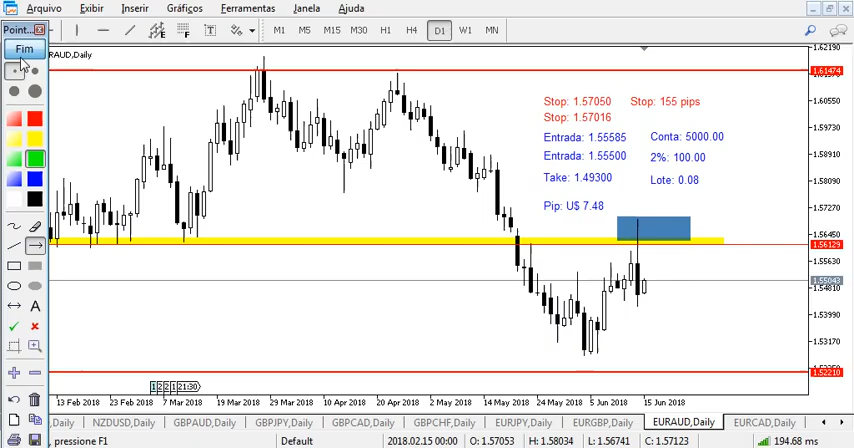 Arquivo Exibir Inserir Gráficos Ferramentas Janela Ajuda
Point...
Fim
E
F
T
M1 M5 M15 M30 H1 H4 D1 W1 MN
RAUD,Daily
1.62190
1.61474
1.60550
1.59730
1.58910
1.58090
1.57270
1.56450
1.56129
1.55630
1.55043
1.54810
1.53990
1.53170
1.52210
Stop: 1.57050 Stop: 155 pips
Stop: 1.57016
Entrada: 1.55585 Conta: 5000.00
Entrada: 1.55500 2%: 100.00
Take: 1.49300 Lote: 0.08
Pip: U$ 7.48
A
1 2 2 1 21:30
13 Feb 2018 23 Feb 2018 7 Mar 2018 19 Mar 2018 29 Mar 2018 10 Apr 2018 20 Apr 2018 2 May 2018 14 May 2018 24 May 2018 5 Jun 2018 15 Jun 2018
,Daily NZDUSD,Daily GBPAUD,Daily GBPJPY,Daily GBPCAD,Daily GBPCHF,Daily EURJPY,Daily EURGBP,Daily EURAUD,Daily EURCAD,Daily
, pressione F1 Default 2018.02.15 00:00 O: 1.57053 H: 1.58034 L: 1.56741 C: 1.57123 194.68 ms